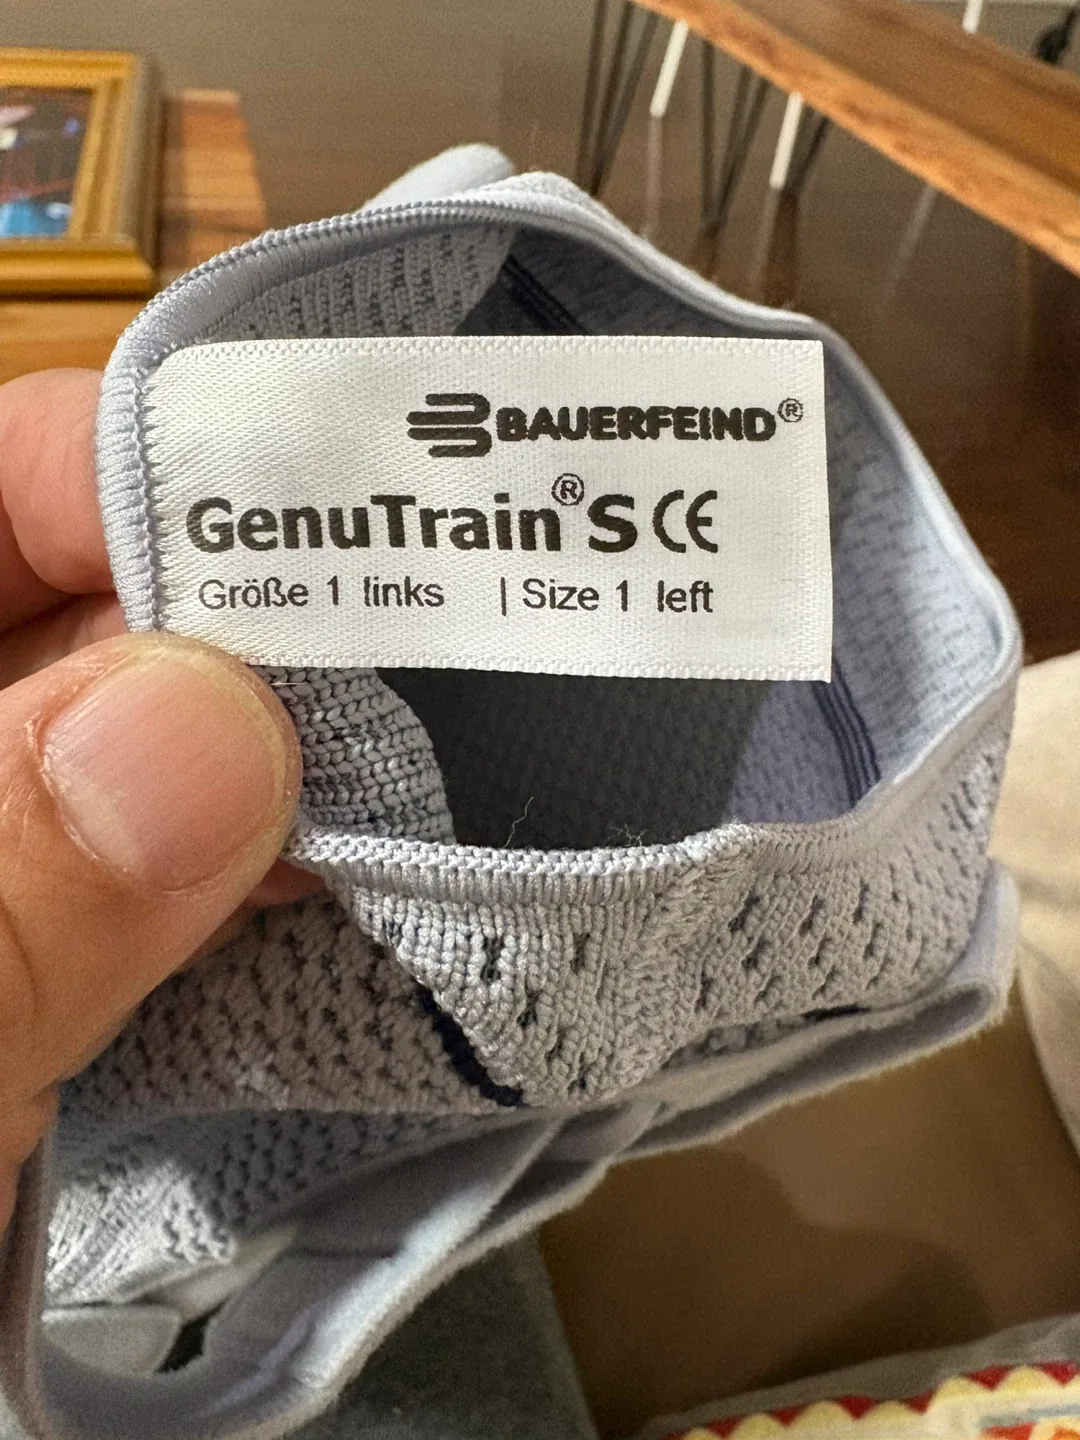 BAUERFEIND®
GenuTrain® S CE
Größe 1 links | Size 1 left